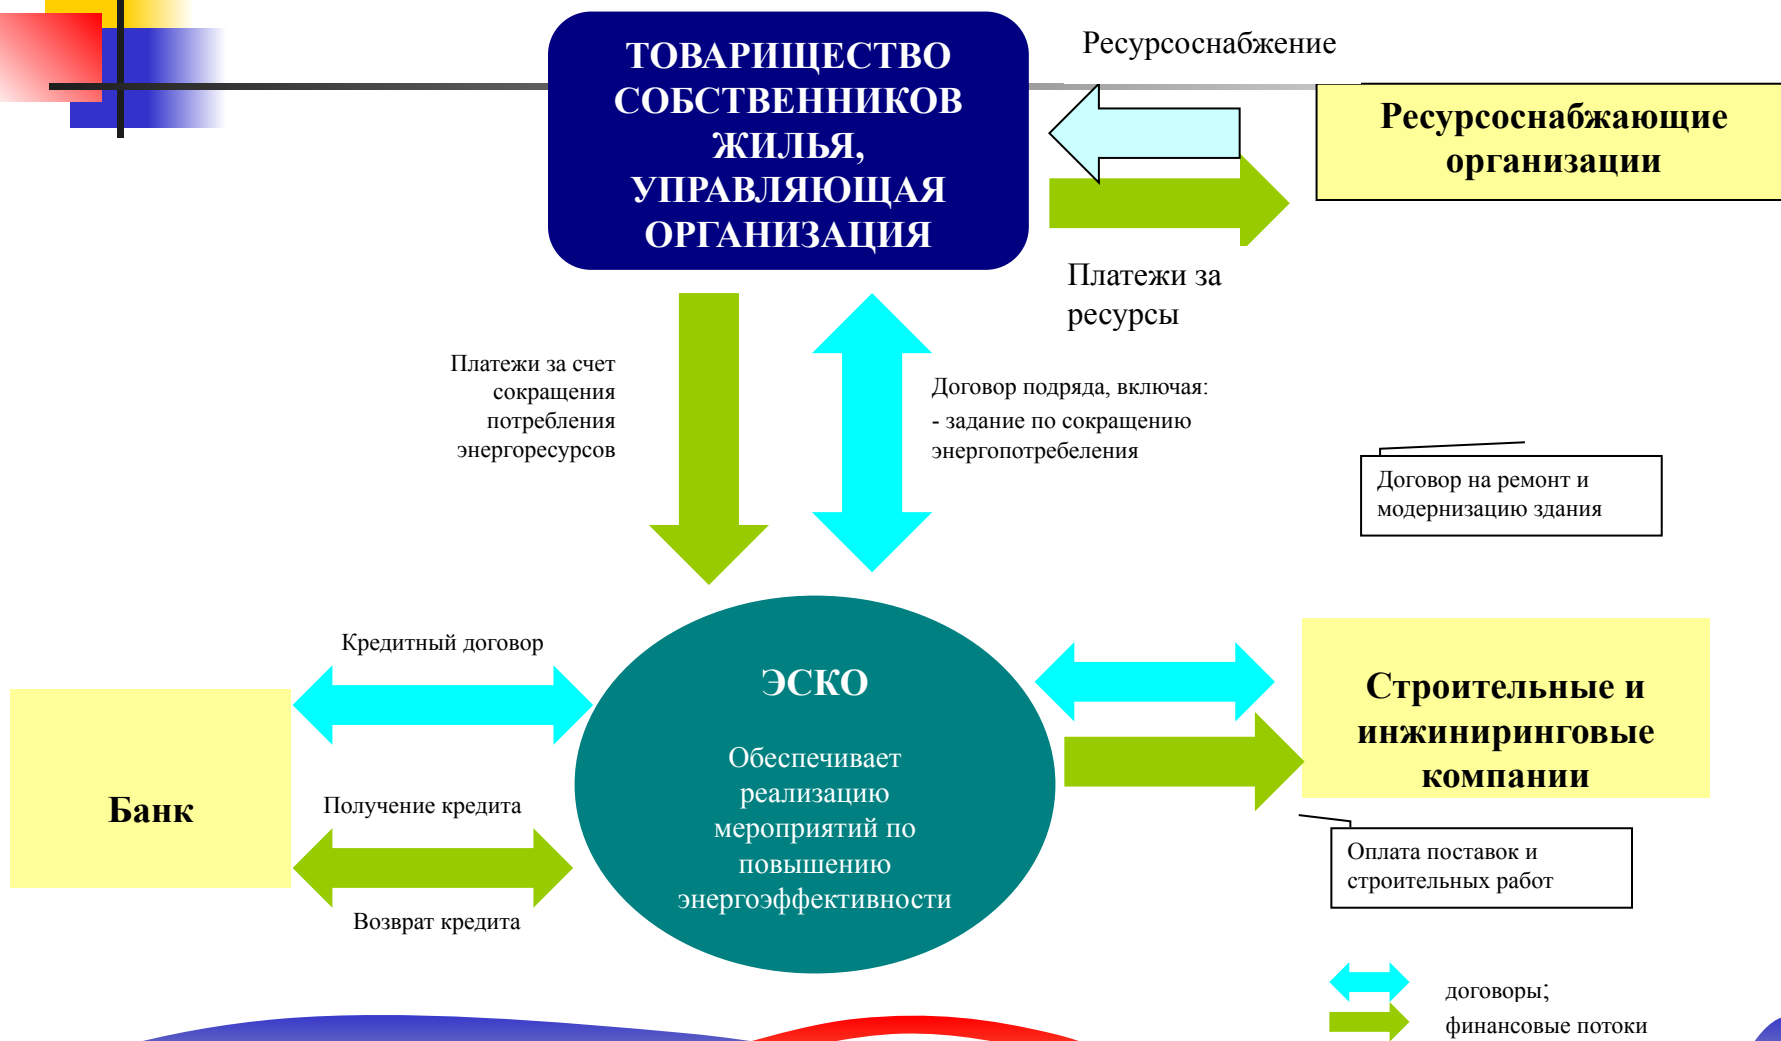 ТОВАРИЩЕСТВО
СОБСТВЕННИКОВ
ЖИЛЬЯ,
УПРАВЛЯЮЩАЯ
ОРГАНИЗАЦИЯ
Ресурсоснабжение
Ресурсоснабжающие
организации
Платежи за
ресурсы
Платежи за счет
сокращения
потребления
энергоресурсов
Договор подряда, включая:
- задание по сокращению
энергопотребеления
Договор на ремонт и
модернизацию здания
Кредитный договор
ЭСКО
Обеспечивает
реализацию
мероприятий по
повышению
энергоэффективности
Строительные и
инжиниринговые
компании
Банк
Получение кредита
Возврат кредита
Оплата поставок и
строительных работ
договоры;
финансовые потоки